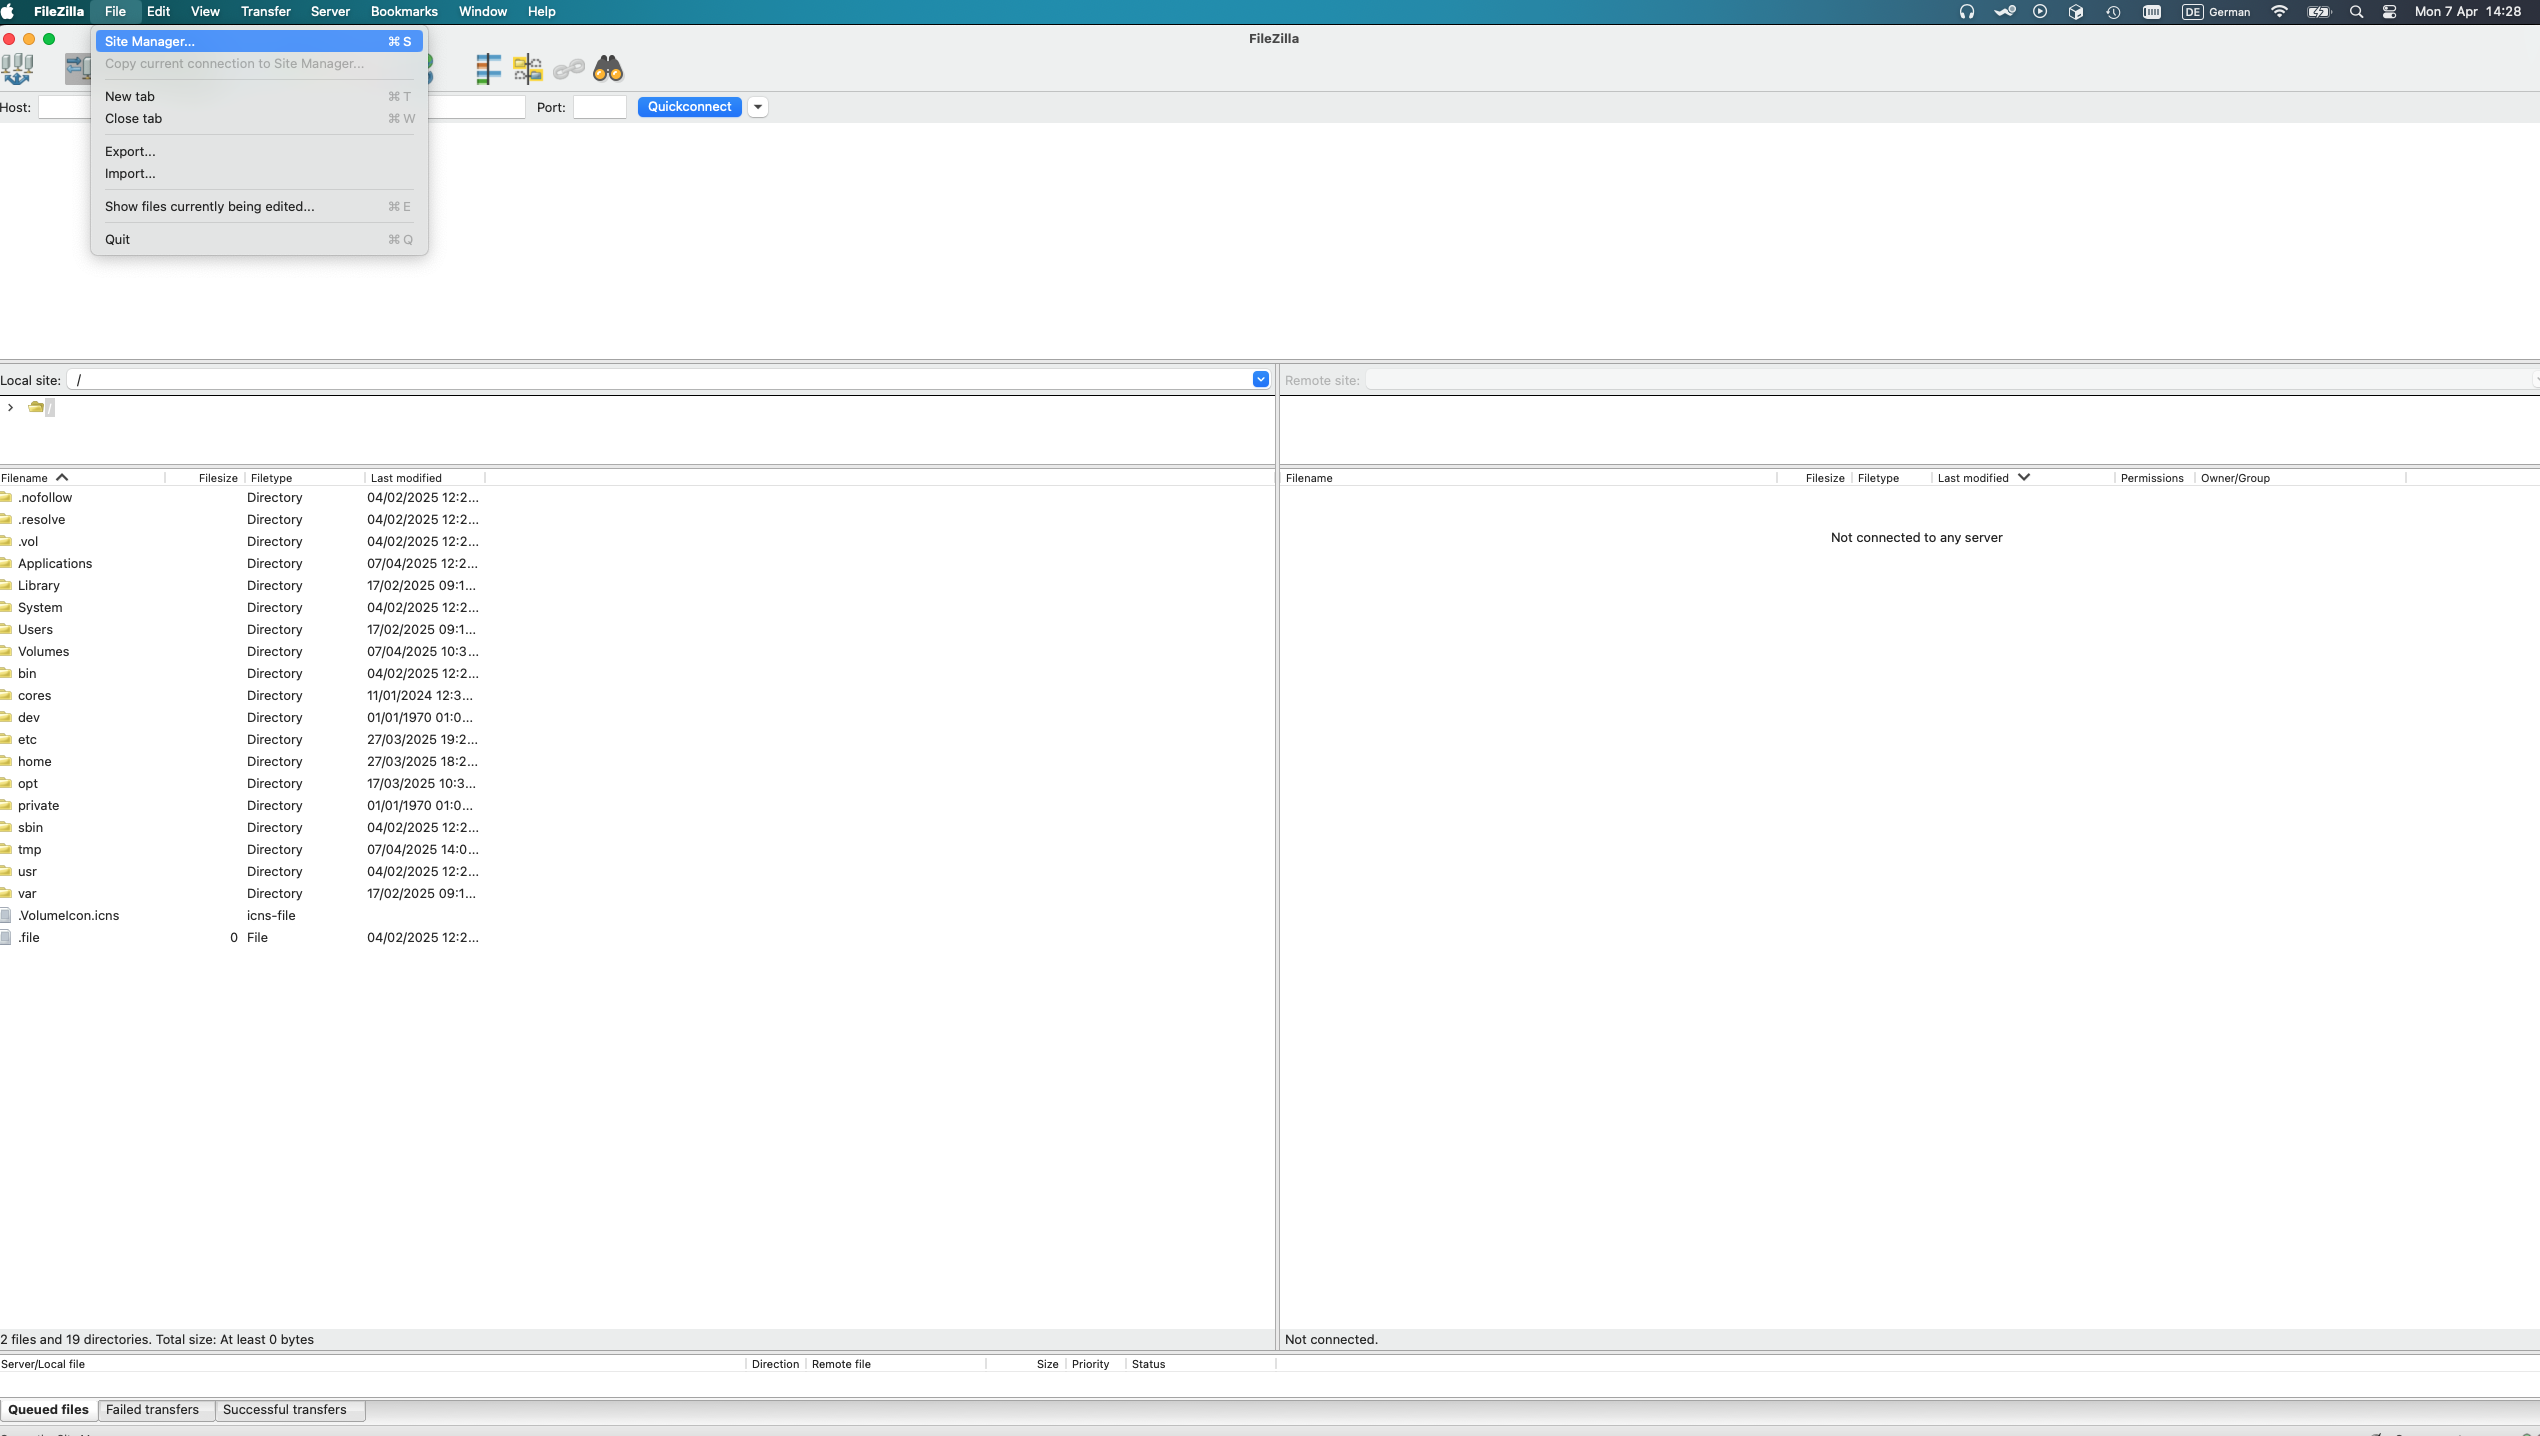 FileZilla File Edit View Transfer Server Bookmarks Window Help DE German Mon 7 Apr 14:28
FileZilla
Site Manager... ⌘ S
Copy current connection to Site Manager...
New tab ⌘ T
Close tab ⌘ W
Export...
Import...
Show files currently being edited... ⌘ E
Quit ⌘ Q
Host: Port: Quickconnect
Local site: / Remote site:
/
Filename Filesize Filetype Last modified
.nofollow Directory 04/02/2025 12:2...
.resolve Directory 04/02/2025 12:2...
.vol Directory 04/02/2025 12:2...
Applications Directory 07/04/2025 12:2...
Library Directory 17/02/2025 09:1...
System Directory 04/02/2025 12:2...
Users Directory 17/02/2025 09:1...
Volumes Directory 07/04/2025 10:3...
bin Directory 04/02/2025 12:2...
cores Directory 11/01/2024 12:3...
dev Directory 01/01/1970 01:0...
etc Directory 27/03/2025 19:2...
home Directory 27/03/2025 18:2...
opt Directory 17/03/2025 10:3...
private Directory 01/01/1970 01:0...
sbin Directory 04/02/2025 12:2...
tmp Directory 07/04/2025 14:0...
usr Directory 04/02/2025 12:2...
var Directory 17/02/2025 09:1...
.VolumeIcon.icns icns-file
.file 0 File 04/02/2025 12:2...
2 files and 19 directories. Total size: At least 0 bytes
Filename Filesize Filetype Last modified Permissions Owner/Group
Not connected to any server
Not connected.
Server/Local file Direction Remote file Size Priority Status
Queued files Failed transfers Successful transfers